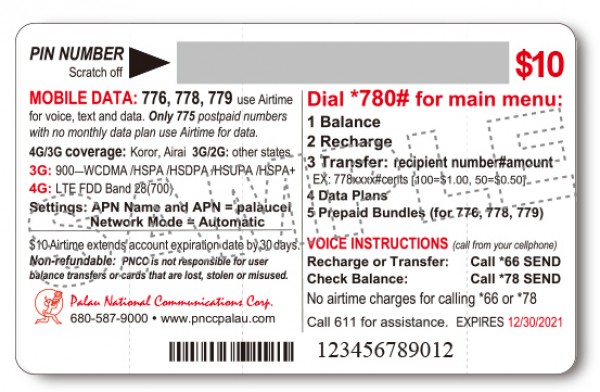 PIN NUMBER
Scratch off
$10
MOBILE DATA: 776, 778, 779 use Airtime
for voice, text and data. Only 775 postpaid numbers
with no monthly data plan use Airtime for data.
4G/3G coverage: Koror, Airai 3G/2G: other states
3G: 900—WCDMA /HSPA /HSDPA /HSUPA /HSPA+
4G: LTE FDD Band 28(700)
Settings: APN Name and APN = palaucel
Network Mode = Automatic
$10 Airtime extends account expiration date by 30 days.
Non-refundable: PNCC is not responsible for user
balance transfers or cards that are lost, stolen or misused.
Palau National Communications Corp.
680-587-9000 • www.pnccpalau.com
Dial *780# for main menu:
1 Balance
2 Recharge
3 Transfer: recipient number#amount
EX: 778xxxx#cents (100=$1.00, 50=$0.50)
4 Data Plans
5 Prepaid Bundles (for 776, 778, 779)
VOICE INSTRUCTIONS (call from your cellphone)
Recharge or Transfer: Call *66 SEND
Check Balance: Call *78 SEND
No airtime charges for calling *66 or *78
Call 611 for assistance. EXPIRES 12/30/2021
123456789012
SAMPLE